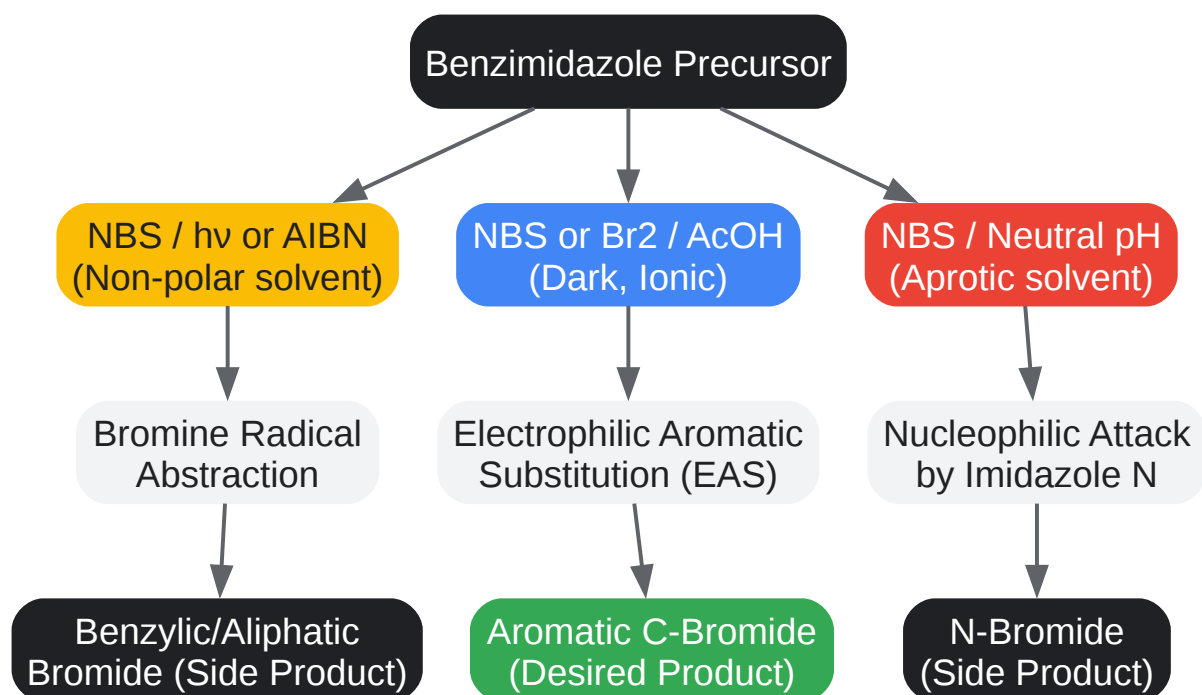 Benzimidazole Precursor
NBS / hν or AIBN
(Non-polar solvent)
NBS or Br2 / AcOH
(Dark, Ionic)
NBS / Neutral pH
(Aprotic solvent)
Bromine Radical
Abstraction
Electrophilic Aromatic
Substitution (EAS)
Nucleophilic Attack
by Imidazole N
Benzylic/Aliphatic
Bromide (Side Product)
Aromatic C-Bromide
(Desired Product)
N-Bromide
(Side Product)